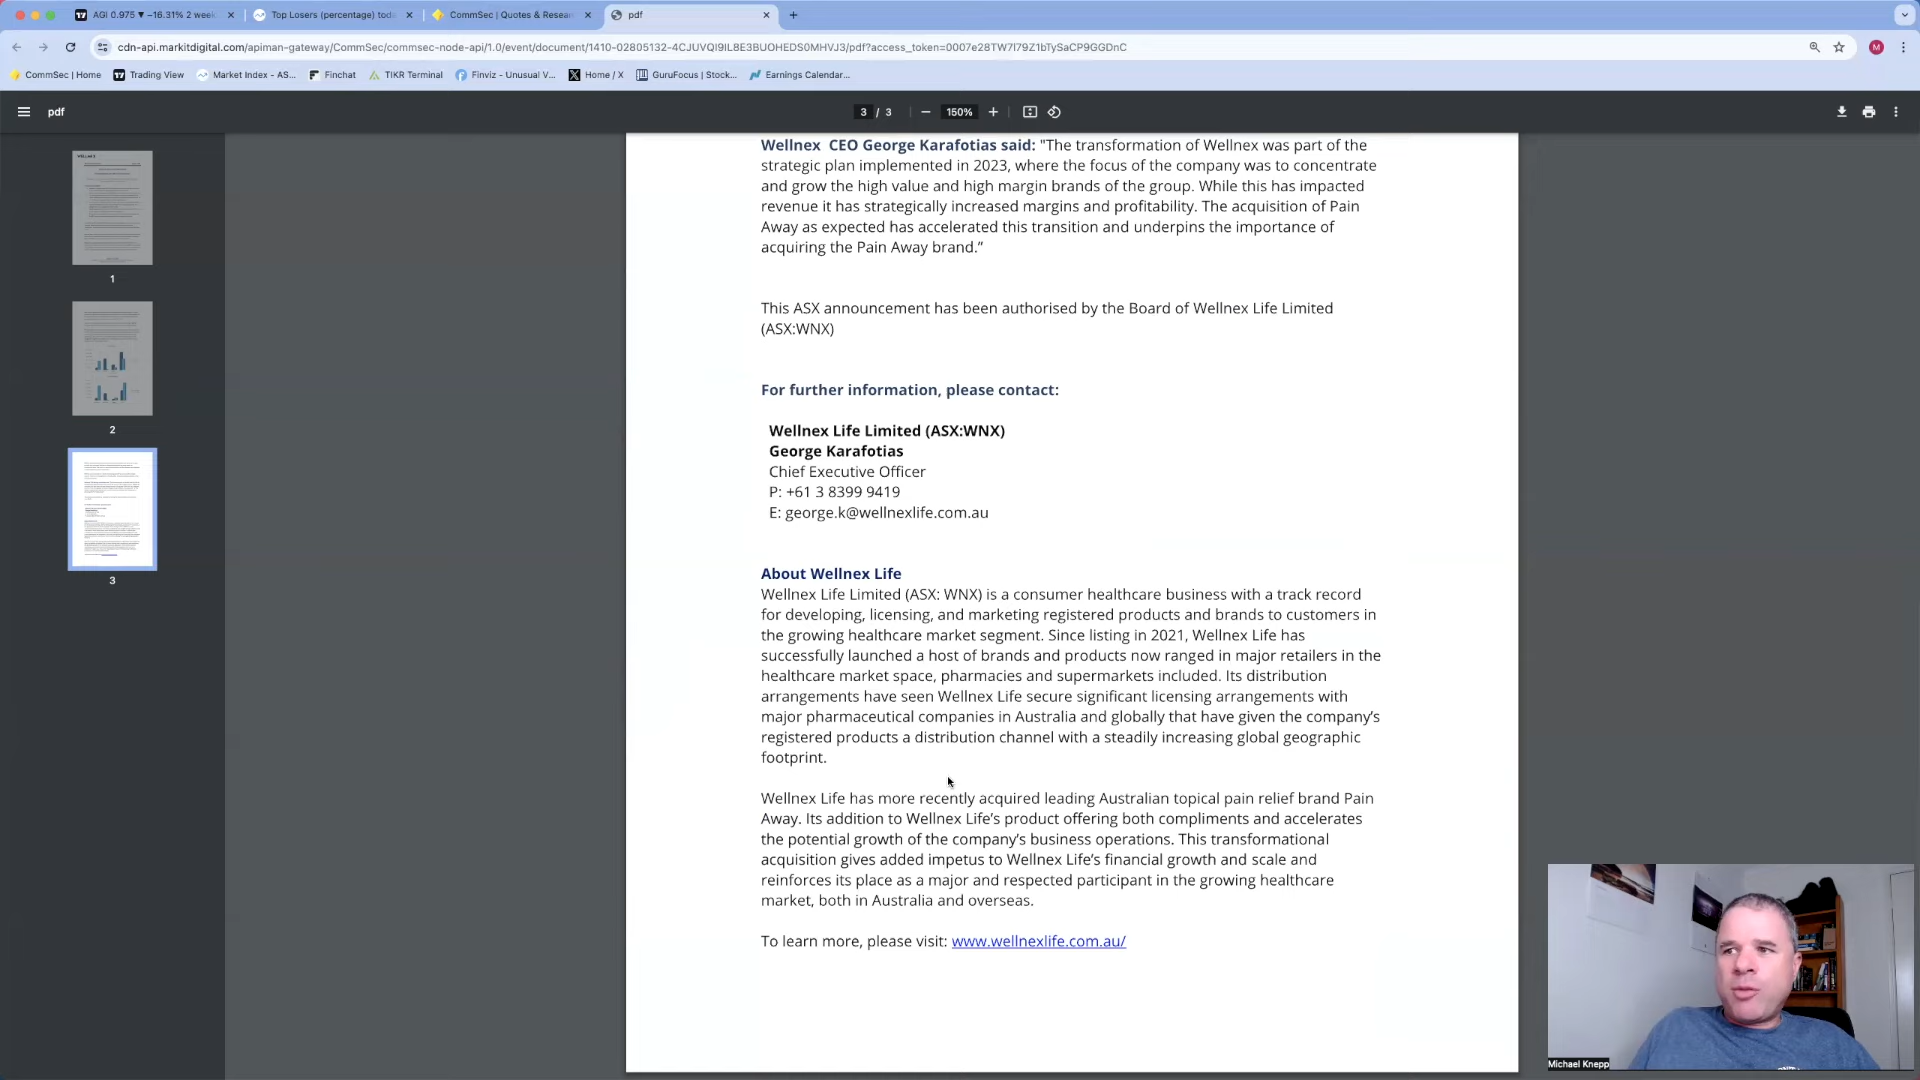 AGI 0.975 ▼ −16.31% 2 weel
Top Losers (percentage) tod
CommSec | Quotes & Resear
pdf
cdn-api.markitdigital.com/apiman-gateway/CommSec/commsec-node-api/1.0/event/document/1410-02805132-4CJUVQI9IL8E3BUOHEDS0MHVJ3/pdf?access_token=0007e28TW7I79Z1bTySaCP9GGDnC
M
CommSec | Home
Trading View
Market Index - AS...
Finchat
TIKR Terminal
Finviz - Unusual V...
Home / X
GuruFocus | Stock...
Earnings Calendar...
pdf
3 / 3
150%
1
2
3
Wellnex CEO George Karafotias said: "The transformation of Wellnex was part of the
strategic plan implemented in 2023, where the focus of the company was to concentrate
and grow the high value and high margin brands of the group. While this has impacted
revenue it has strategically increased margins and profitability. The acquisition of Pain
Away as expected has accelerated this transition and underpins the importance of
acquiring the Pain Away brand.”
This ASX announcement has been authorised by the Board of Wellnex Life Limited
(ASX:WNX)
For further information, please contact:
Wellnex Life Limited (ASX:WNX)
George Karafotias
Chief Executive Officer
P: +61 3 8399 9419
E: george.k@wellnexlife.com.au
About Wellnex Life
Wellnex Life Limited (ASX: WNX) is a consumer healthcare business with a track record
for developing, licensing, and marketing registered products and brands to customers in
the growing healthcare market segment. Since listing in 2021, Wellnex Life has
successfully launched a host of brands and products now ranged in major retailers in the
healthcare market space, pharmacies and supermarkets included. Its distribution
arrangements have seen Wellnex Life secure significant licensing arrangements with
major pharmaceutical companies in Australia and globally that have given the company’s
registered products a distribution channel with a steadily increasing global geographic
footprint.
Wellnex Life has more recently acquired leading Australian topical pain relief brand Pain
Away. Its addition to Wellnex Life’s product offering both compliments and accelerates
the potential growth of the company’s business operations. This transformational
acquisition gives added impetus to Wellnex Life’s financial growth and scale and
reinforces its place as a major and respected participant in the growing healthcare
market, both in Australia and overseas.
To learn more, please visit: www.wellnexlife.com.au/
Michael Knepp